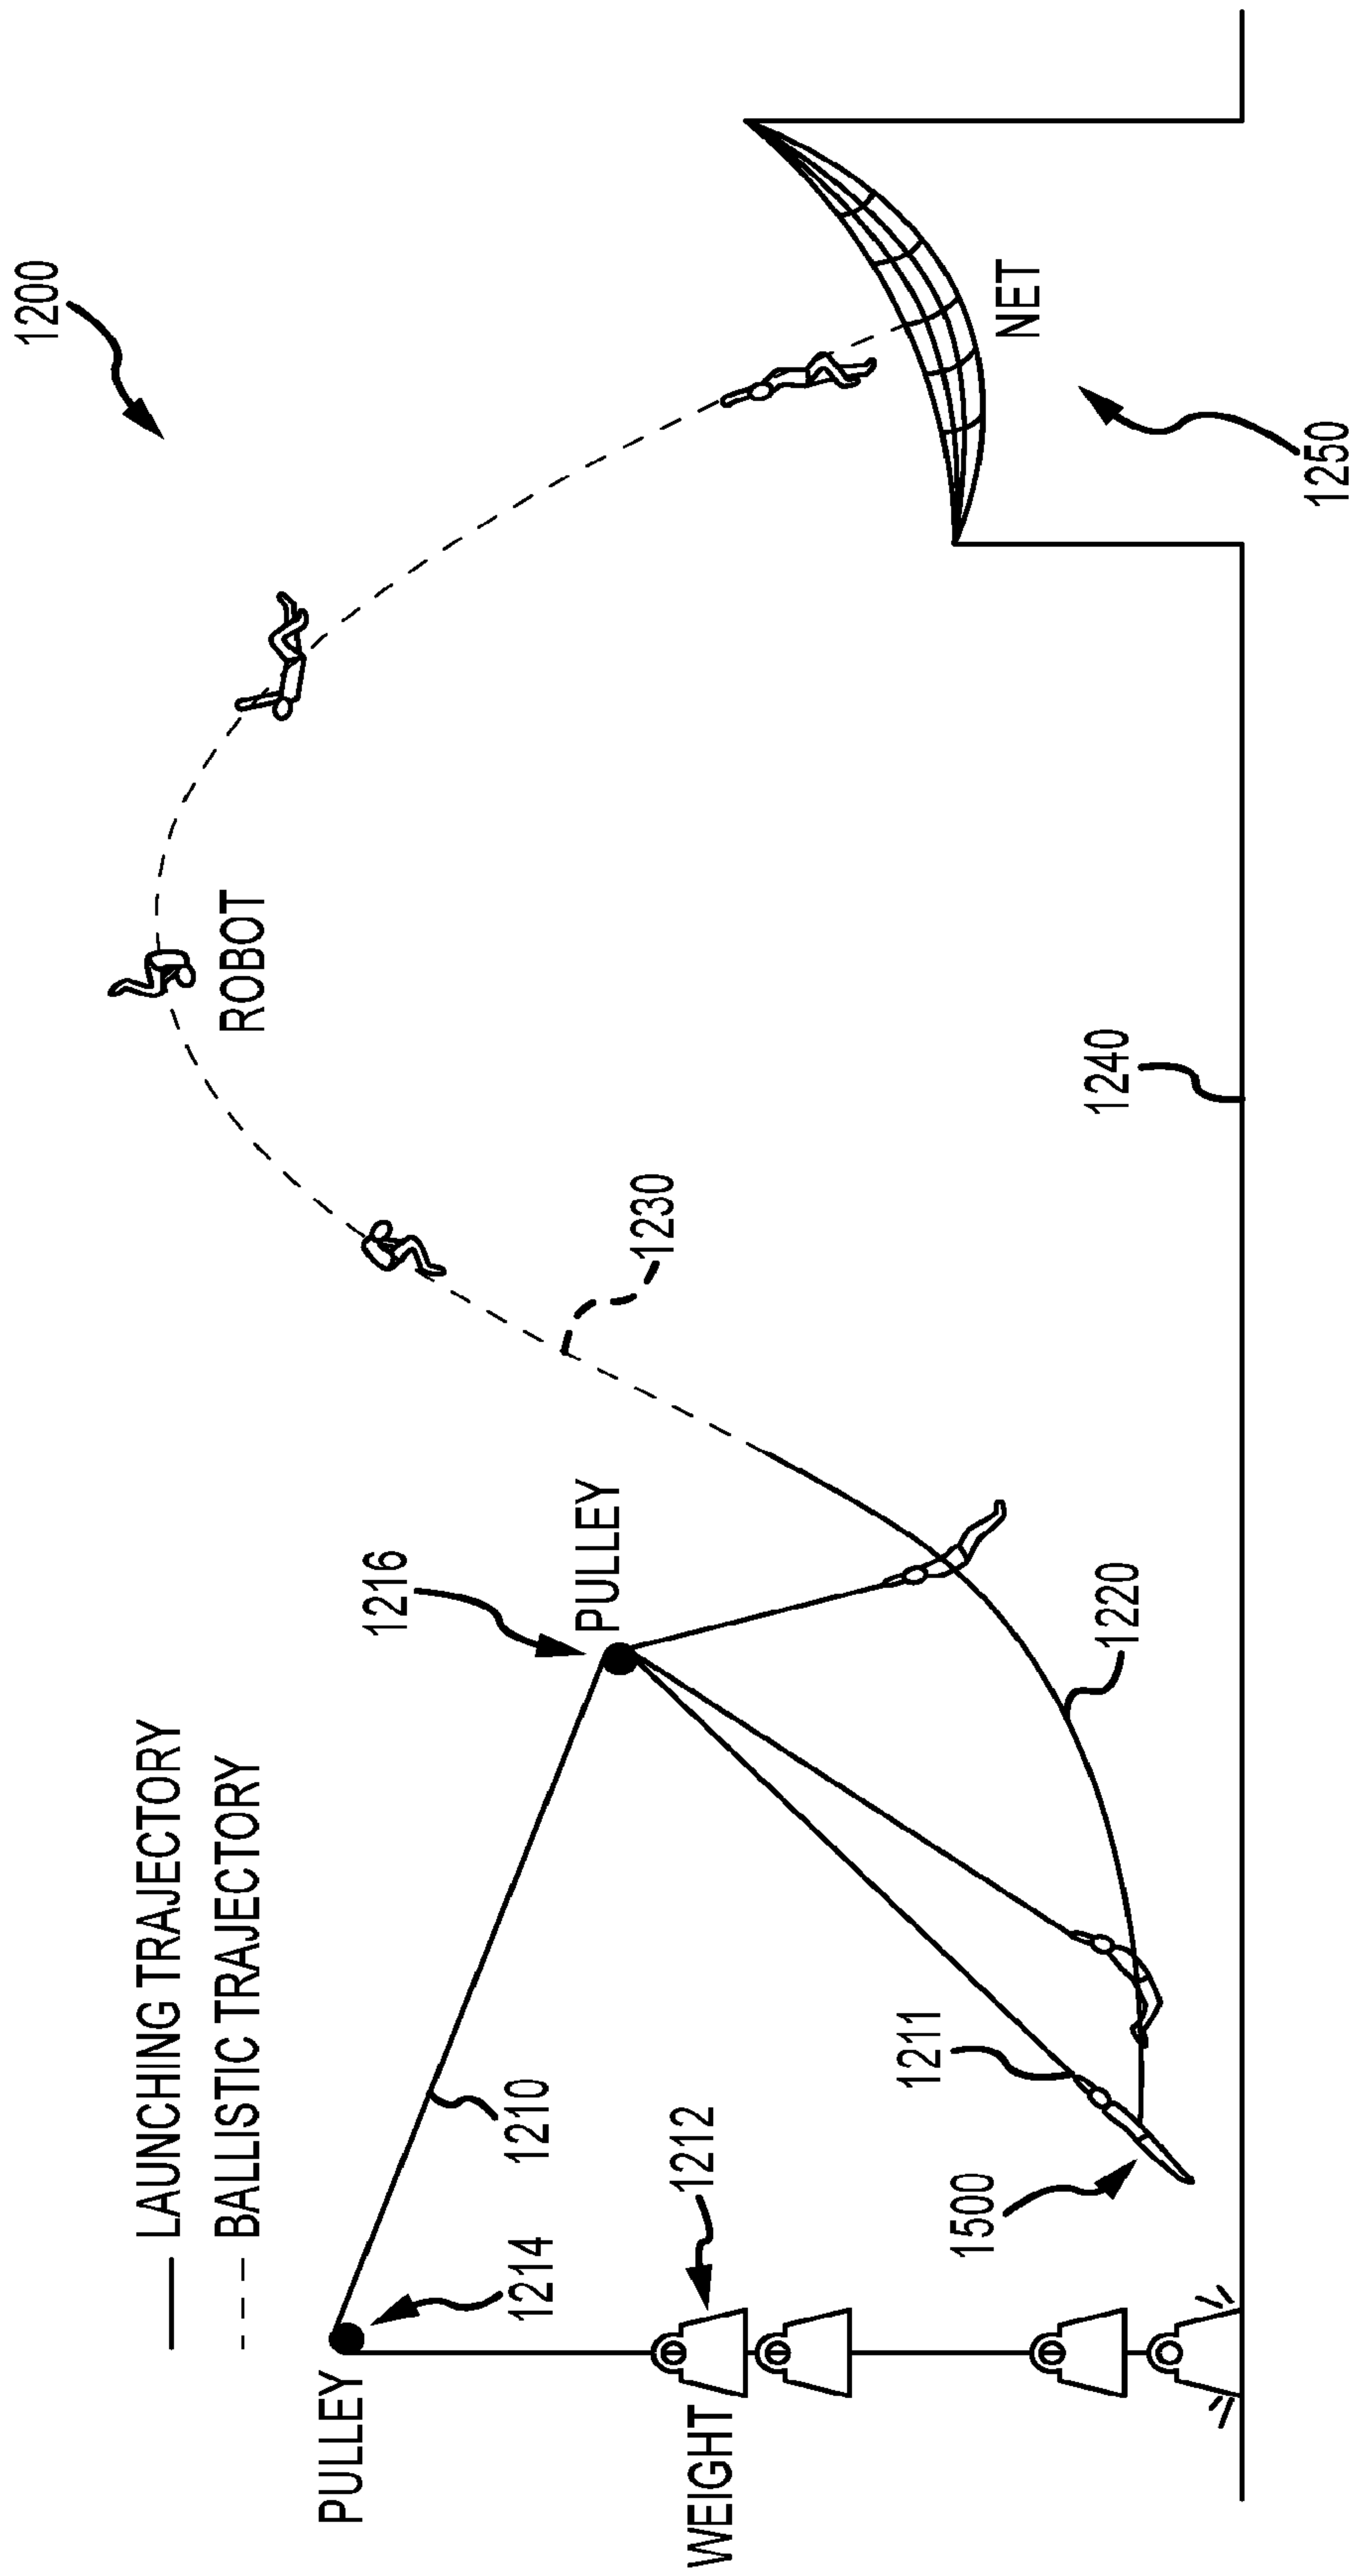 LAUNCHING TRAJECTORY
BALLISTIC TRAJECTORY
1200
ROBOT
PULLEY
1214
1210
1216
PULLEY
1230
WEIGHT
1212
1211
1500
1220
1240
NET
1250